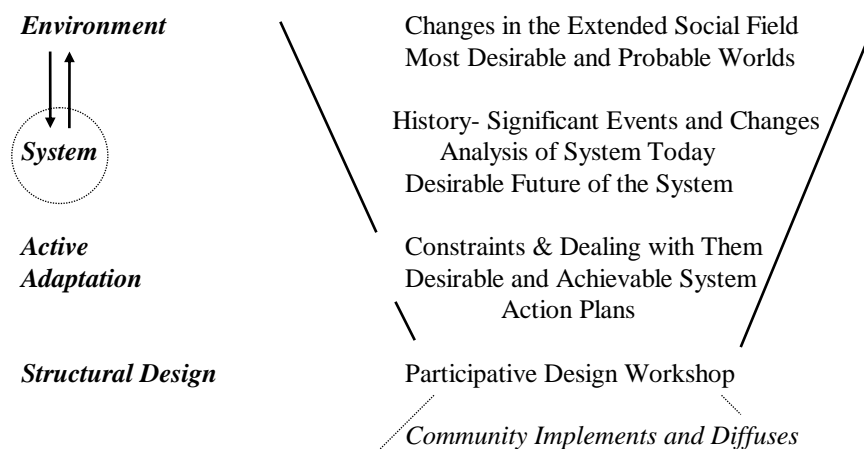 Environment
Changes in the Extended Social Field
Most Desirable and Probable Worlds
History- Significant Events and Changes
System
Analysis of System Today
Desirable Future of the System
Active
Adaptation
Constraints & Dealing with Them
Desirable and Achievable System
Action Plans
Structural Design
Participative Design Workshop
Community Implements and Diffuses